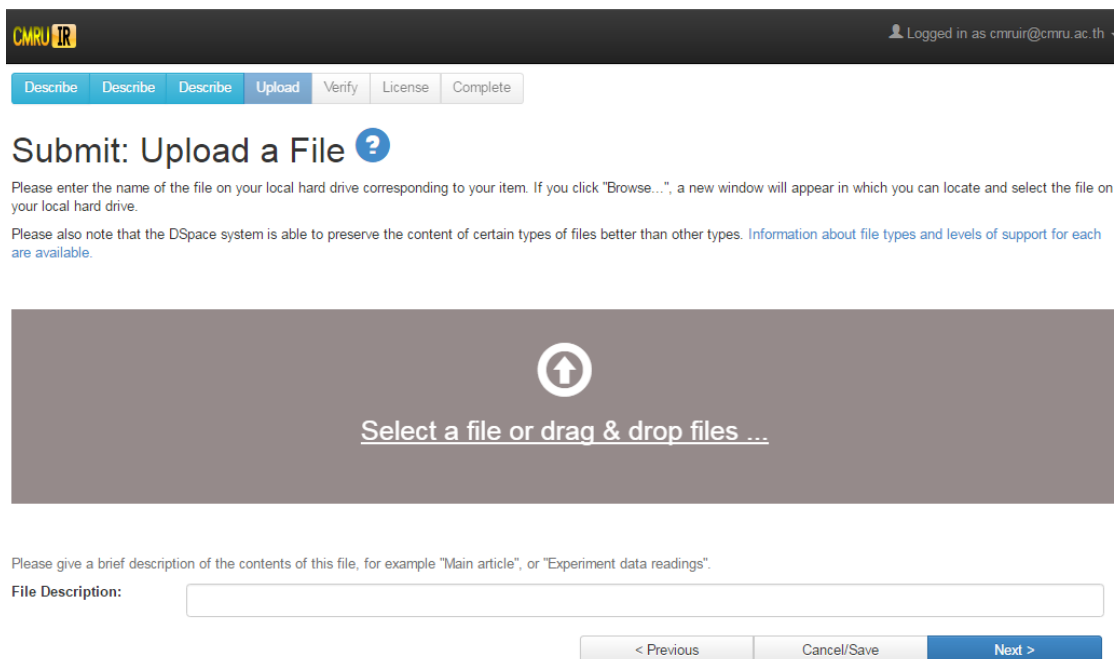 CMRU IR
Logged in as cmruir@cmru.ac.th
Describe Describe Describe Upload Verify License Complete
Submit: Upload a File ?
Please enter the name of the file on your local hard drive corresponding to your item. If you click "Browse...", a new window will appear in which you can locate and select the file on
your local hard drive.
Please also note that the DSpace system is able to preserve the content of certain types of files better than other types. Information about file types and levels of support for each
are available.
Select a file or drag & drop files ...
Please give a brief description of the contents of this file, for example "Main article", or "Experiment data readings".
File Description:
< Previous Cancel/Save Next >